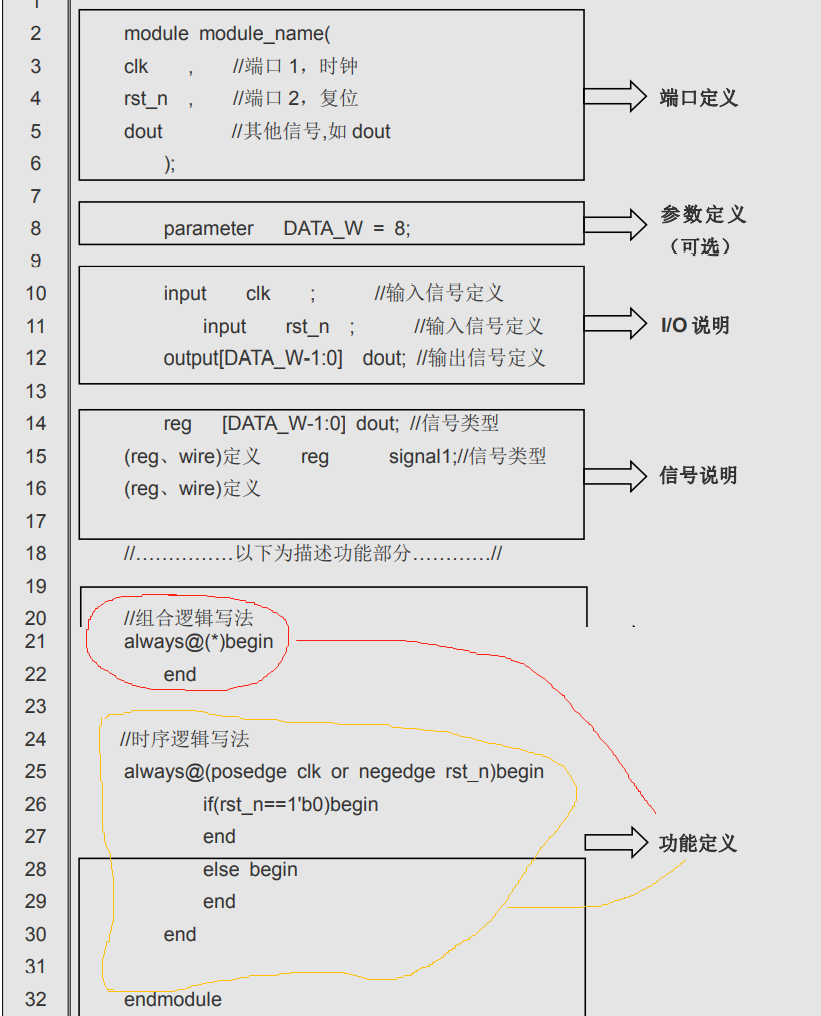 1
2 module module_name(
3 clk , //端口 1，时钟
4 rst_n , //端口 2，复位
5 dout //其他信号,如 dout
6 );
端口定义
7
8 parameter DATA_W = 8;
参数定义
（可选）
9
10 input clk ; //输入信号定义
11 input rst_n ; //输入信号定义
12 output[DATA_W-1:0] dout; //输出信号定义
I/O 说明
13
14 reg [DATA_W-1:0] dout; //信号类型
15 (reg、wire)定义 reg signal1;//信号类型
16 (reg、wire)定义
信号说明
17
18 //……………以下为描述功能部分…………//
19
20 //组合逻辑写法
21 always@(*)begin
22 end
23
24 //时序逻辑写法
25 always@(posedge clk or negedge rst_n)begin
26 if(rst_n==1'b0)begin
27 end
功能定义
28 else begin
29 end
30 end
31
32 endmodule